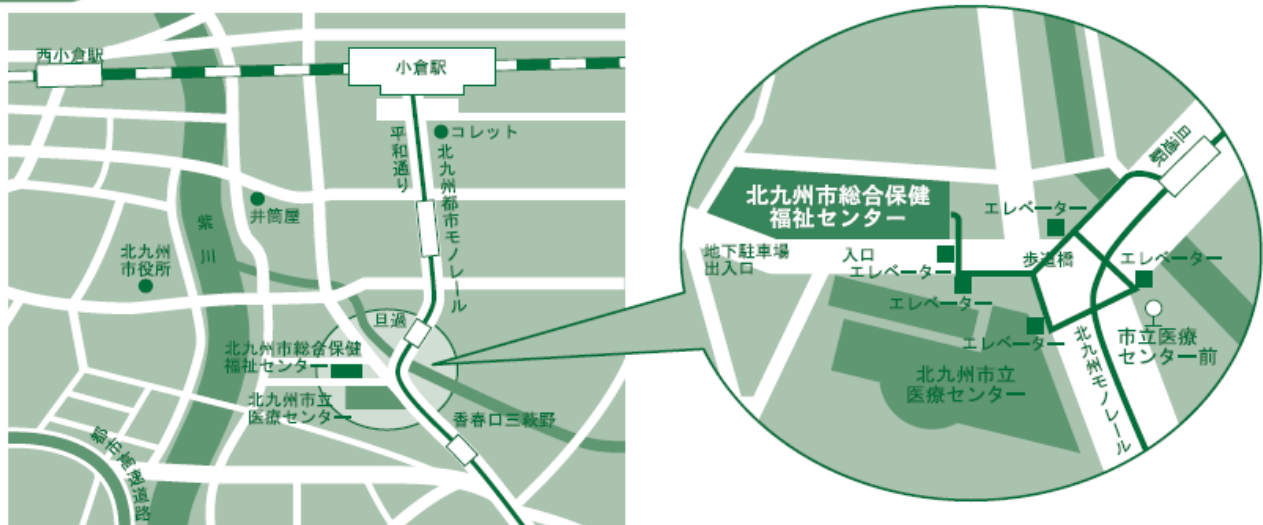 西小倉駅
小倉駅
コレット
平和通り
北九州都市モノレール
井筒屋
紫川
北九州
市役所
旦過
北九州市総合保健
福祉センター
北九州市立
医療センター
香春口三萩野
都市高速道路
旦過駅
北九州市総合保健
福祉センター
エレベーター
地下駐車場
出入口
入口
エレベーター
歩道橋
エレベーター
エレベーター
エレベーター
市立医療
センター前
北九州市立
医療センター
北九州モノレール